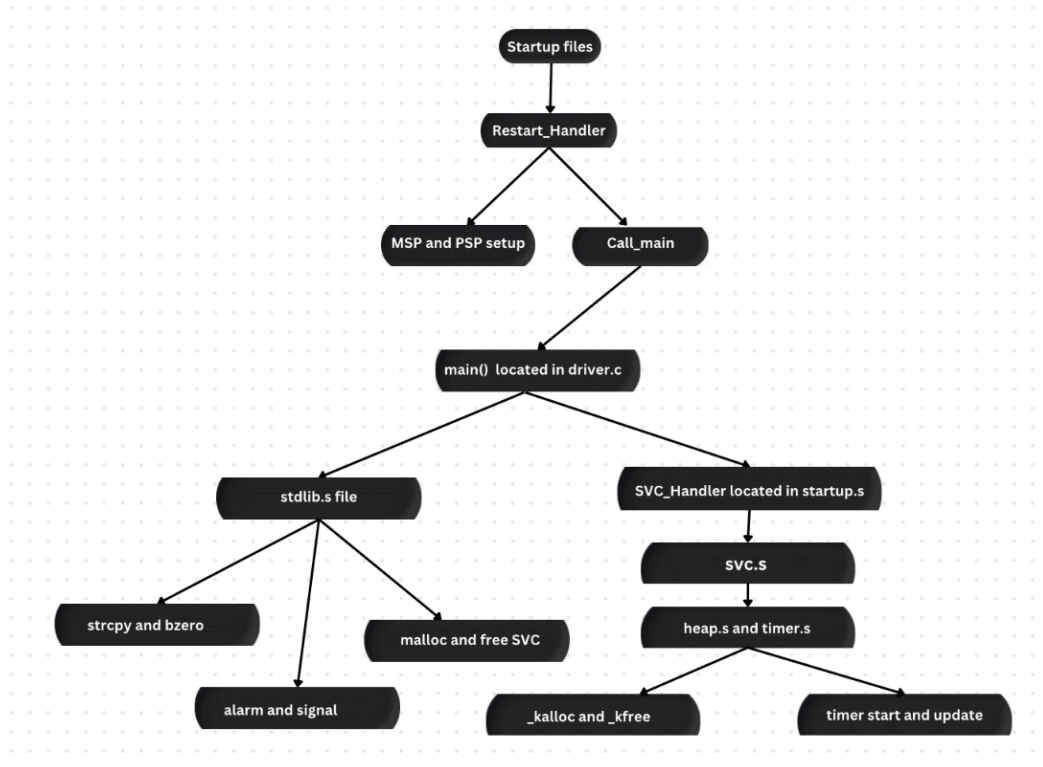 Startup files
Restart_Handler
MSP and PSP setup
Call_main
main() located in driver.c
stdlib.s file
SVC_Handler located in startup.s
svc.s
strcpy and bzero
heap.s and timer.s
malloc and free SVC
alarm and signal
_kalloc and _kfree
timer start and update